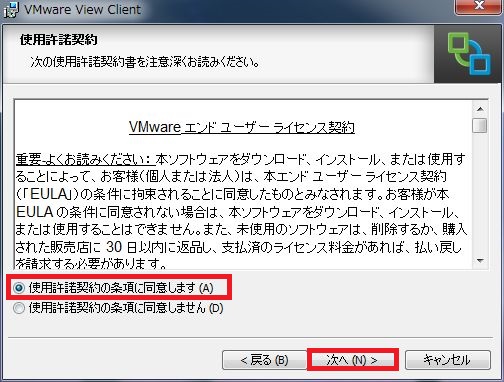 VMware View Client
使用許諾契約
次の使用許諾契約書を注意深くお読みください。
VMware エンド ユーザー ライセンス契約
重要-よくお読みください: 本ソフトウェアをダウンロード、インストール、または使用す
ることによって、お客様(個人または法人)は、本エンド ユーザー ライセンス契約
(「EULA」)の条件に拘束されることに同意したものとみなされます。お客様が本
EULA の条件に同意されない場合は、本ソフトウェアをダウンロード、インストール、
または使用することはできません。また、未使用のソフトウェアは、削除するか、購入
された販売店に 30 日以内に返品し、支払済のライセンス料金があれば、払い戻し
を請求する必要があります。
使用許諾契約の条項に同意します (A)
使用許諾契約の条項に同意しません (D)
< 戻る (B)
次へ (N) >
キャンセル